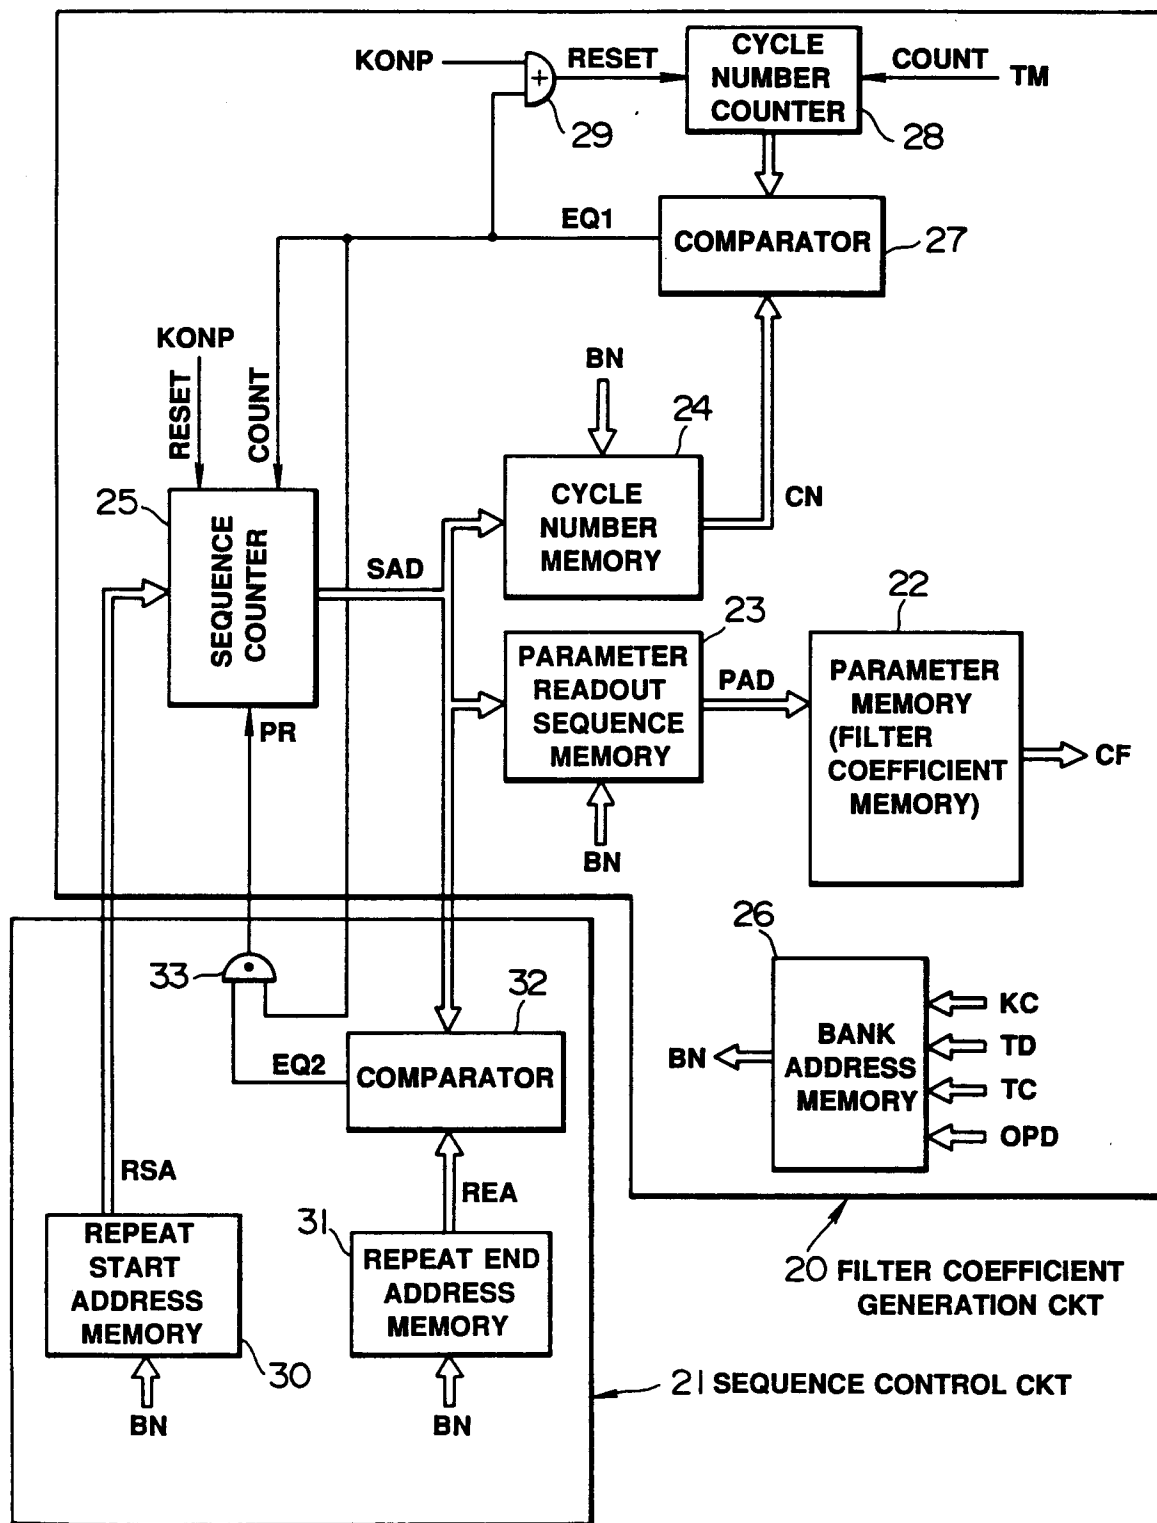 KONP
RESET
CYCLE
NUMBER
COUNTER
COUNT
TM
+
29
28
EQ1
COMPARATOR
27
KONP
RESET
COUNT
BN
24
25
SEQUENCE
COUNTER
CYCLE
NUMBER
MEMORY
CN
SAD
23
22
PARAMETER
READOUT
SEQUENCE
MEMORY
PAD
PARAMETER
MEMORY
(FILTER
COEFFICIENT
MEMORY)
CF
PR
BN
33
26
32
BANK
ADDRESS
MEMORY
KC
TD
TC
OPD
BN
EQ2
COMPARATOR
RSA
REA
31
REPEAT
START
ADDRESS
MEMORY
REPEAT END
ADDRESS
MEMORY
20 FILTER COEFFICIENT
GENERATION CKT
30
21 SEQUENCE CONTROL CKT
BN
BN